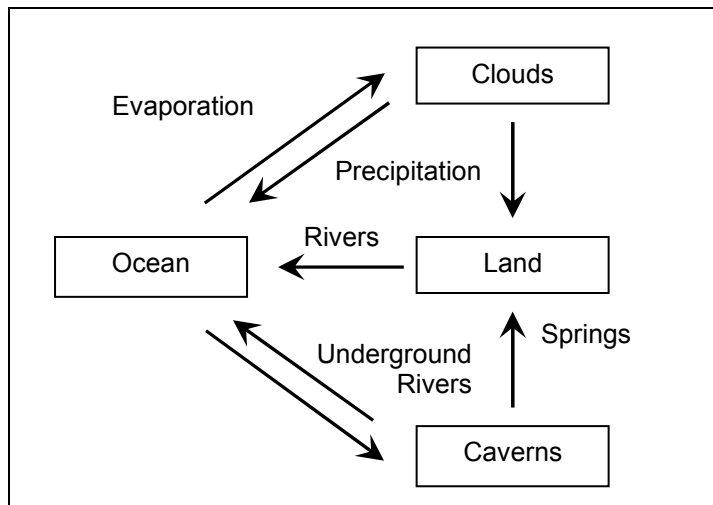 Clouds
Evaporation
Precipitation
Rivers
Ocean
Land
Underground
Rivers
Springs
Caverns